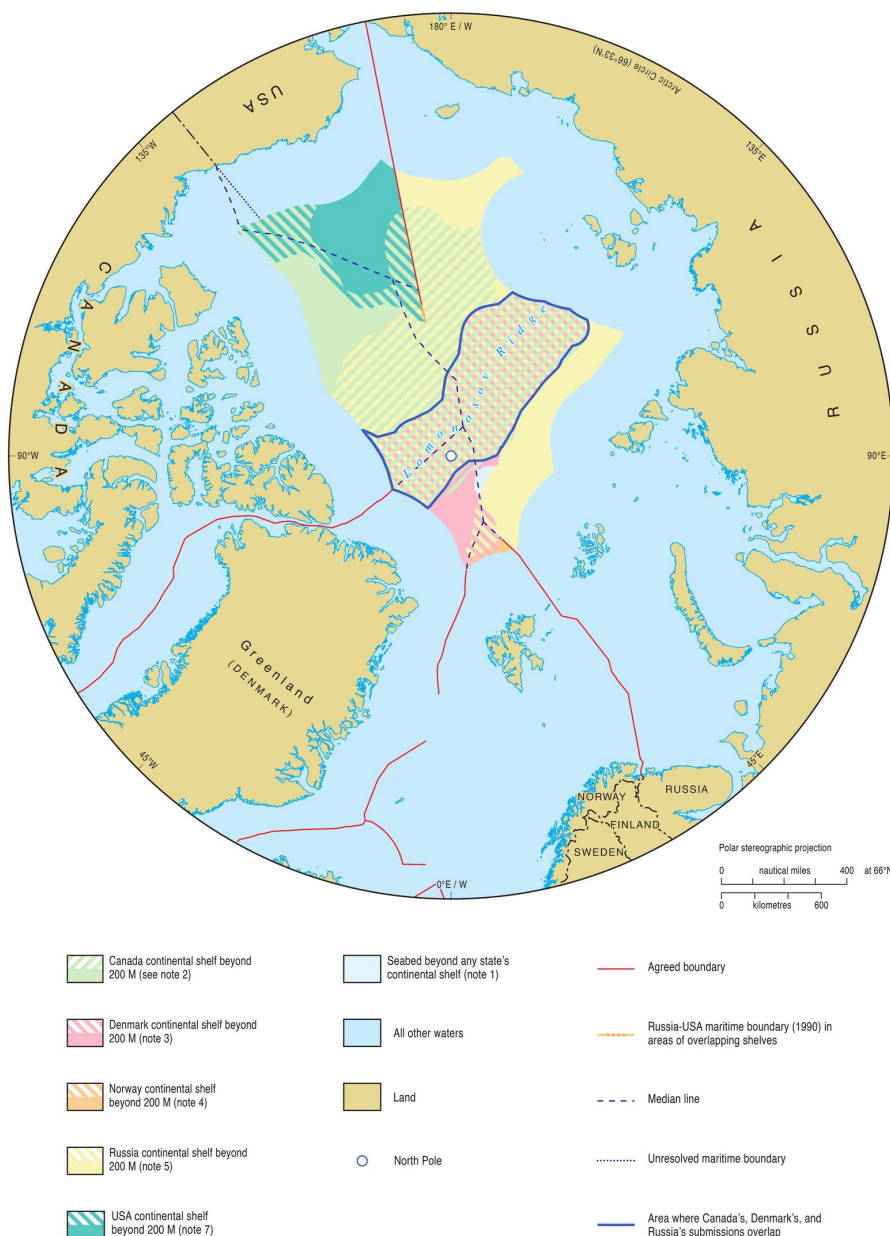 180° E / W
Arctic Circle (66°33'N)
USA
135°W
135°E
CANADA
RUSSIA
Lomonosov Ridge
90°W
90°E
Greenland
(DENMARK)
45°W
45°E
NORWAY
RUSSIA
FINLAND
SWEDEN
0°E / W
Polar stereographic projection
0 nautical miles 400 at 66°N
0 kilometres 600
Canada continental shelf beyond
200 M (see note 2)
Denmark continental shelf beyond
200 M (note 3)
Norway continental shelf
beyond 200 M (note 4)
Russia continental shelf beyond
200 M (note 5)
USA continental shelf
beyond 200 M (note 7)
Seabed beyond any state's
continental shelf (note 1)
All other waters
Land
North Pole
Agreed boundary
Russia-USA maritime boundary (1990) in
areas of overlapping shelves
Median line
Unresolved maritime boundary
Area where Canada's, Denmark's, and
Russia's submissions overlap